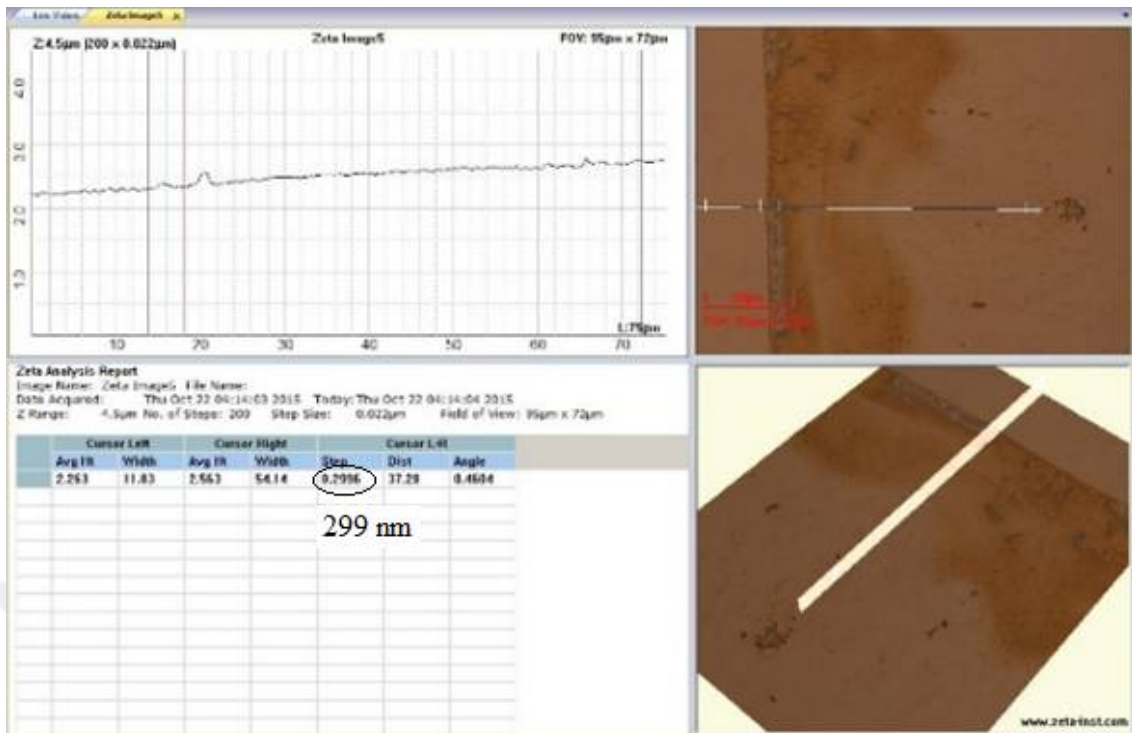 Zeta Image5
Z:4.5µm (200 x 0.022µm)
Zeta Image5
FOV: 95µm x 72µm
4.0
3.0
2.0
1.0
10 20 30 40 50 60 70
L:75µm
Zeta Analysis Report
Image Name: Zeta Image5 File Name:
Date Acquired: Thu Oct 22 04:14:03 2015 Today: Thu Oct 22 04:14:04 2015
Z Range: 4.5µm No. of Steps: 200 Step Size: 0.022µm Field of View: 95µm x 72µm
Cursor Left Cursor Right Cursor L-R
Avg Ht Width Avg Ht Width Step Dist Angle
2.263 11.83 2.563 54.14 0.2996 37.28 0.4604
299 nm
www.zeta-inst.com